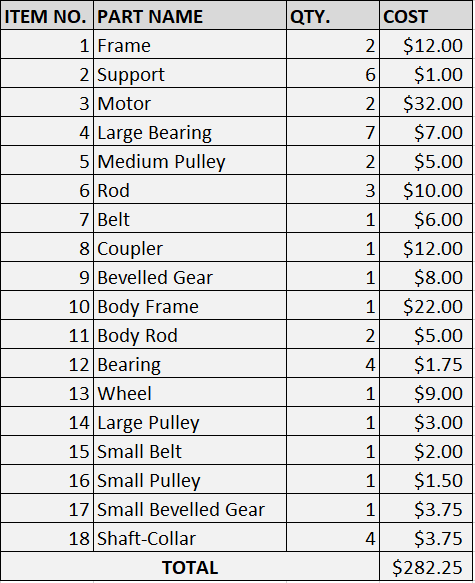 ITEM NO. PART NAME QTY. COST
1 Frame 2 $12.00
2 Support 6 $1.00
3 Motor 2 $32.00
4 Large Bearing 7 $7.00
5 Medium Pulley 2 $5.00
6 Rod 3 $10.00
7 Belt 1 $6.00
8 Coupler 1 $12.00
9 Bevelled Gear 1 $8.00
10 Body Frame 1 $22.00
11 Body Rod 2 $5.00
12 Bearing 4 $1.75
13 Wheel 1 $9.00
14 Large Pulley 1 $3.00
15 Small Belt 1 $2.00
16 Small Pulley 1 $1.50
17 Small Bevelled Gear 1 $3.75
18 Shaft-Collar 4 $3.75
TOTAL $282.25